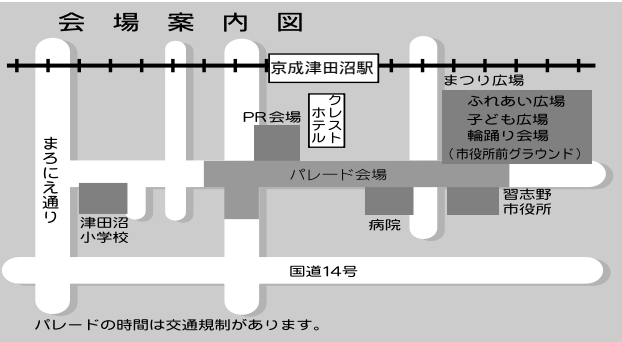 会場案内図
京成津田沼駅
まつり広場
ふれあい広場
子ども広場
輪踊り会場
（市役所前グラウンド）
PR会場
クレスト
ホテル
まろにえ通り
パレード会場
津田沼
小学校
病院
習志野
市役所
国道14号
パレードの時間は交通規制があります。